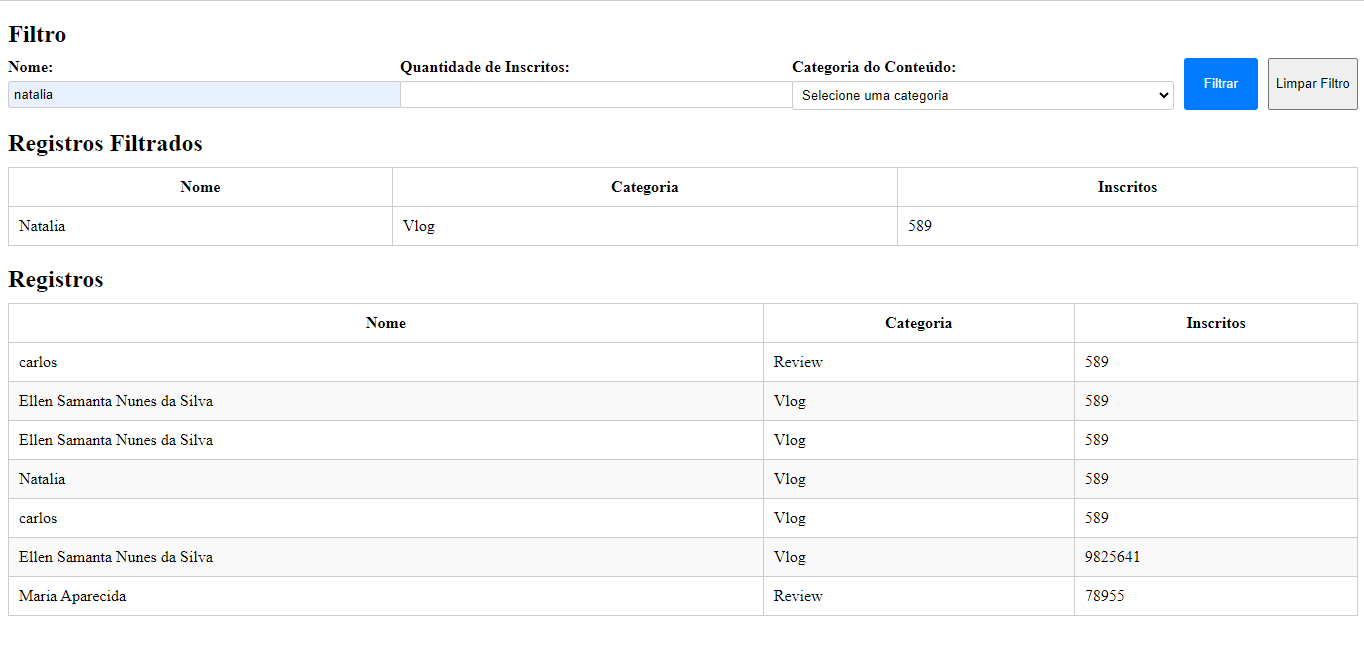 Filtro
Nome: Quantidade de Inscritos: Categoria do Conteúdo:
natalia Selecione uma categoria Filtrar Limpar Filtro
Registros Filtrados
Nome Categoria Inscritos
Natalia Vlog 589
Registros
Nome Categoria Inscritos
carlos Review 589
Ellen Samanta Nunes da Silva Vlog 589
Ellen Samanta Nunes da Silva Vlog 589
Natalia Vlog 589
carlos Vlog 589
Ellen Samanta Nunes da Silva Vlog 9825641
Maria Aparecida Review 78955